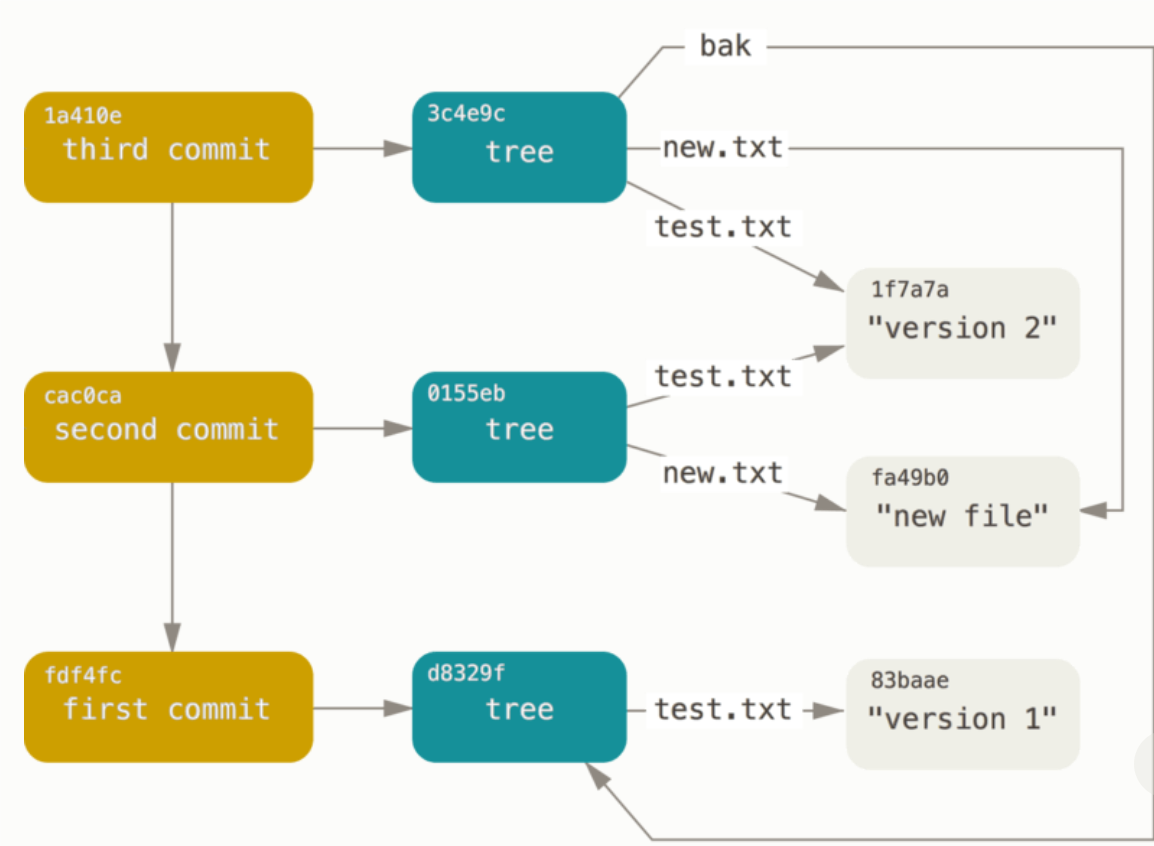 bak
1a410e
third commit
3c4e9c
tree
new.txt
test.txt
1f7a7a
"version 2"
cac0ca
second commit
0155eb
tree
test.txt
new.txt
fa49b0
"new file"
fdf4fc
first commit
d8329f
tree
test.txt
83baae
"version 1"